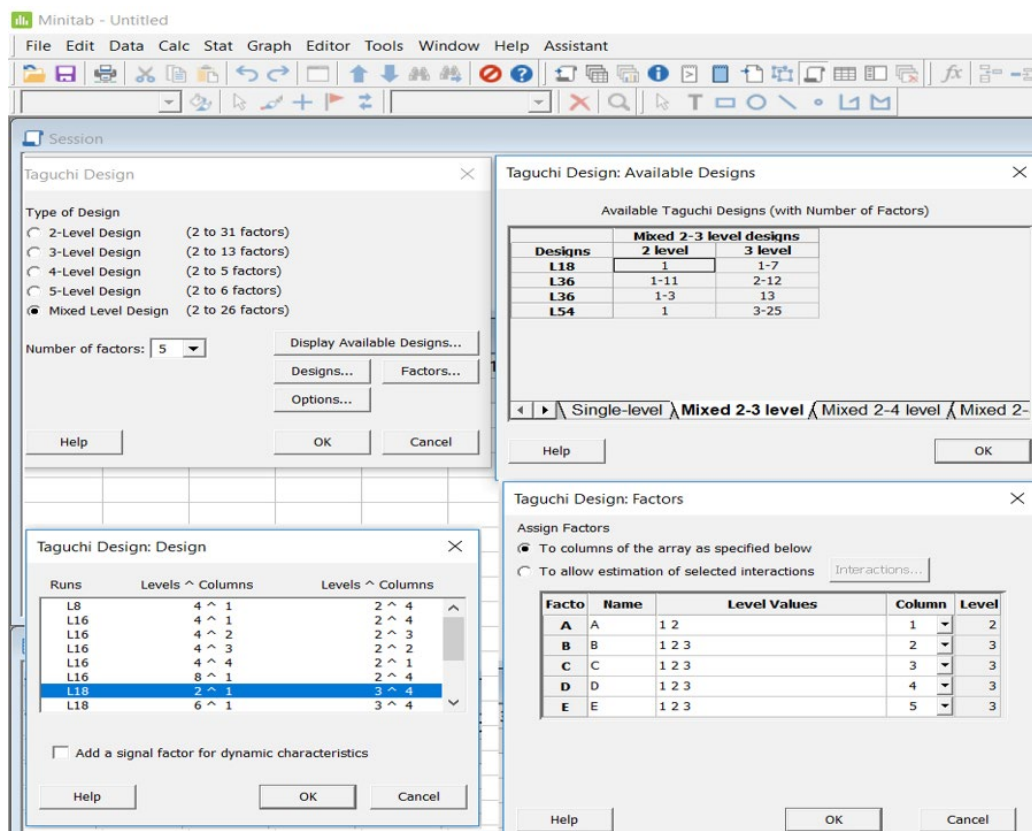 Minitab - Untitled
File Edit Data Calc Stat Graph Editor Tools Window Help Assistant
fx
Session
Taguchi Design
Type of Design
2-Level Design (2 to 31 factors)
3-Level Design (2 to 13 factors)
4-Level Design (2 to 5 factors)
5-Level Design (2 to 6 factors)
Mixed Level Design (2 to 26 factors)
Number of factors: 5
Display Available Designs...
Designs... Factors...
Options...
Help OK Cancel
Taguchi Design: Available Designs
Available Taguchi Designs (with Number of Factors)
Mixed 2-3 level designs
Designs 2 level 3 level
L18 1 1-7
L36 1-11 2-12
L36 1-3 13
L54 1 3-25
Single-level Mixed 2-3 level Mixed 2-4 level Mixed 2-
Help OK
Taguchi Design: Design
Runs Levels ^ Columns Levels ^ Columns
L8 4 ^ 1 2 ^ 4
L16 4 ^ 1 2 ^ 4
L16 4 ^ 2 2 ^ 3
L16 4 ^ 3 2 ^ 2
L16 4 ^ 4 2 ^ 1
L16 8 ^ 1 2 ^ 4
L18 2 ^ 1 3 ^ 4
L18 6 ^ 1 3 ^ 4
Add a signal factor for dynamic characteristics
Help OK Cancel
Taguchi Design: Factors
Assign Factors
To columns of the array as specified below
To allow estimation of selected interactions Interactions...
Facto Name Level Values Column Level
A A 1 2 1 2
B B 1 2 3 2 3
C C 1 2 3 3 3
D D 1 2 3 4 3
E E 1 2 3 5 3
Help OK Cancel